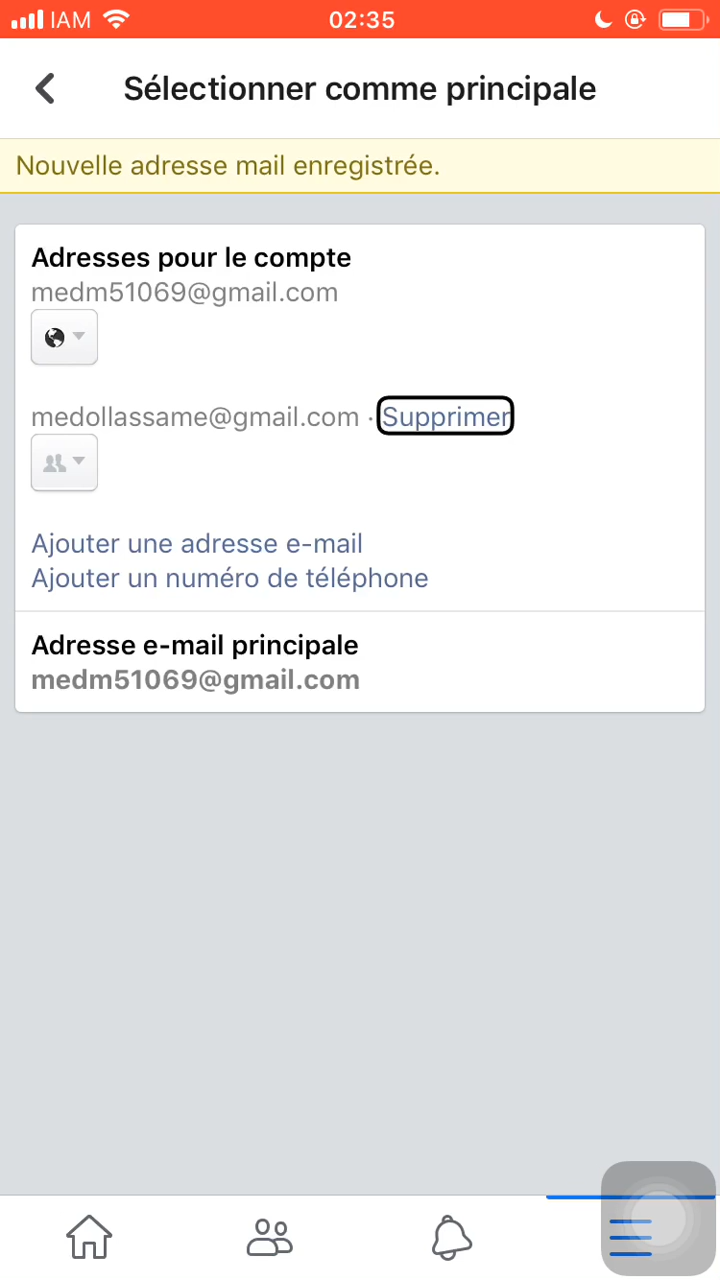 IAM 02:35
Sélectionner comme principale
Nouvelle adresse mail enregistrée.
Adresses pour le compte
medm51069@gmail.com
medollassame@gmail.com · Supprimer
Ajouter une adresse e-mail
Ajouter un numéro de téléphone
Adresse e-mail principale
medm51069@gmail.com